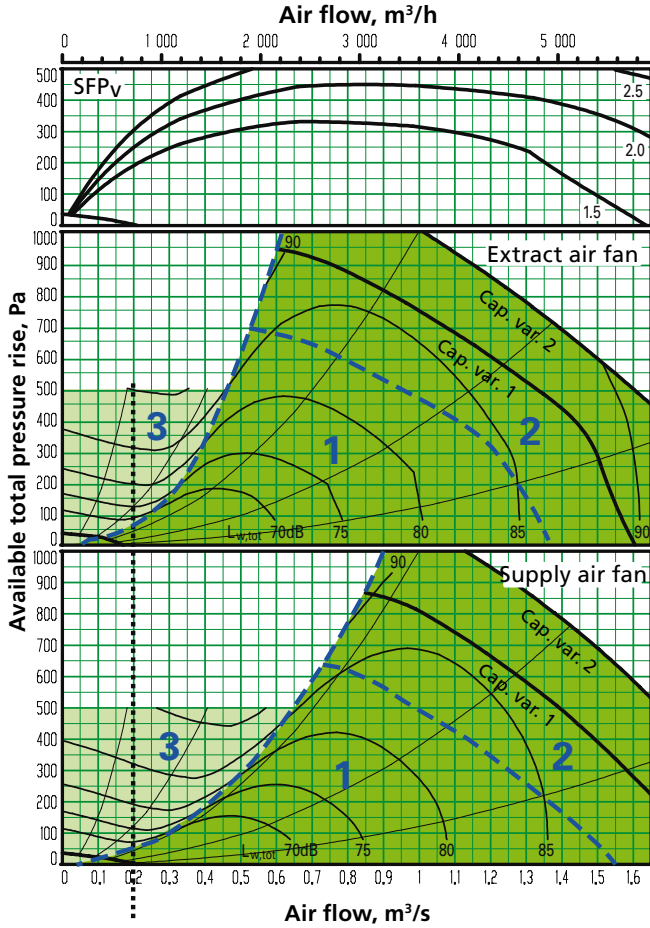 Air flow, m³/h
0 1 000 2 000 3 000 4 000 5 000
500
400
300
200
100
0
SFPv
2.5
2.0
1.5
Available total pressure rise, Pa
1000
900
800
700
600
500
400
300
200
100
0
90
Extract air fan
Cap. var. 2
Cap. var. 1
3
1
2
Lw,tot 70dB 75 80 85 90
1000
900
800
700
600
500
400
300
200
100
0
90
Supply air fan
Cap. var. 2
Cap. var. 1
3
1
2
Lw,tot 70dB 75 80 85
0 0,1 0,2 0,3 0,4 0,5 0,6 0,7 0,8 0,9 1 1,1 1,2 1,3 1,4 1,5 1,6
Air flow, m³/s